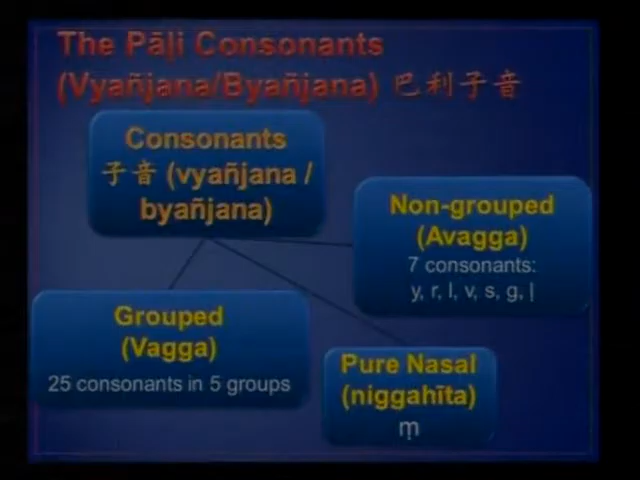 The Pāḷi Consonants
(Vyañjana/Byañjana) 巴利子音
Consonants
子音 (vyañjana /
byañjana)
Non-grouped
(Avagga)
7 consonants:
y, r, l, v, s, g, ḷ
Grouped
(Vagga)
25 consonants in 5 groups
Pure Nasal
(niggahīta)
ṃ